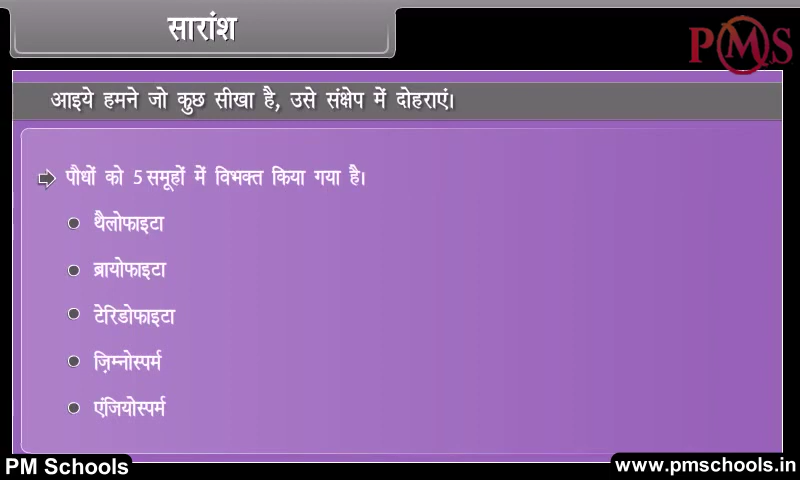 सारांश
PMS
आइये हमने जो कुछ सीखा है, उसे संक्षेप में दोहराएं।
पौधों को 5 समूहों में विभक्त किया गया है।
थैलोफाइटा
ब्रायोफाइटा
टेरिडोफाइटा
ज़िम्नोस्पर्म
एंजियोस्पर्म
PM Schools
www.pmschools.in